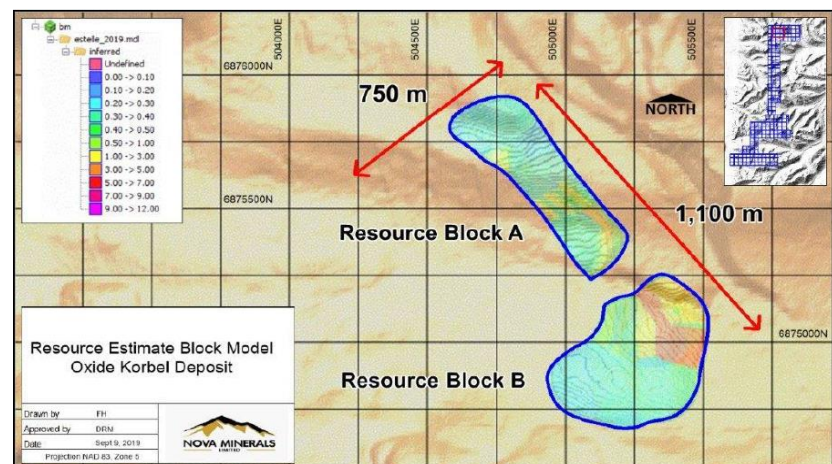 bm
estelle_2019.mdl
inferred
Undefined
0.00 -> 0.10
0.10 -> 0.20
0.20 -> 0.30
0.30 -> 0.40
0.40 -> 0.50
0.50 -> 1.00
1.00 -> 3.00
3.00 -> 5.00
5.00 -> 7.00
7.00 -> 9.00
9.00 -> 12.00
504000E
504500E
505000E
505500E
6876000N
750 m
NORTH
6875500N
1,100 m
Resource Block A
6875000N
Resource Block B
Resource Estimate Block Model
Oxide Korbel Deposit
Drawn by FH
Approved by DRN
Date Sept 9, 2019
Projection NAD 83, Zone 5
NOVA MINERALS
LIMITED